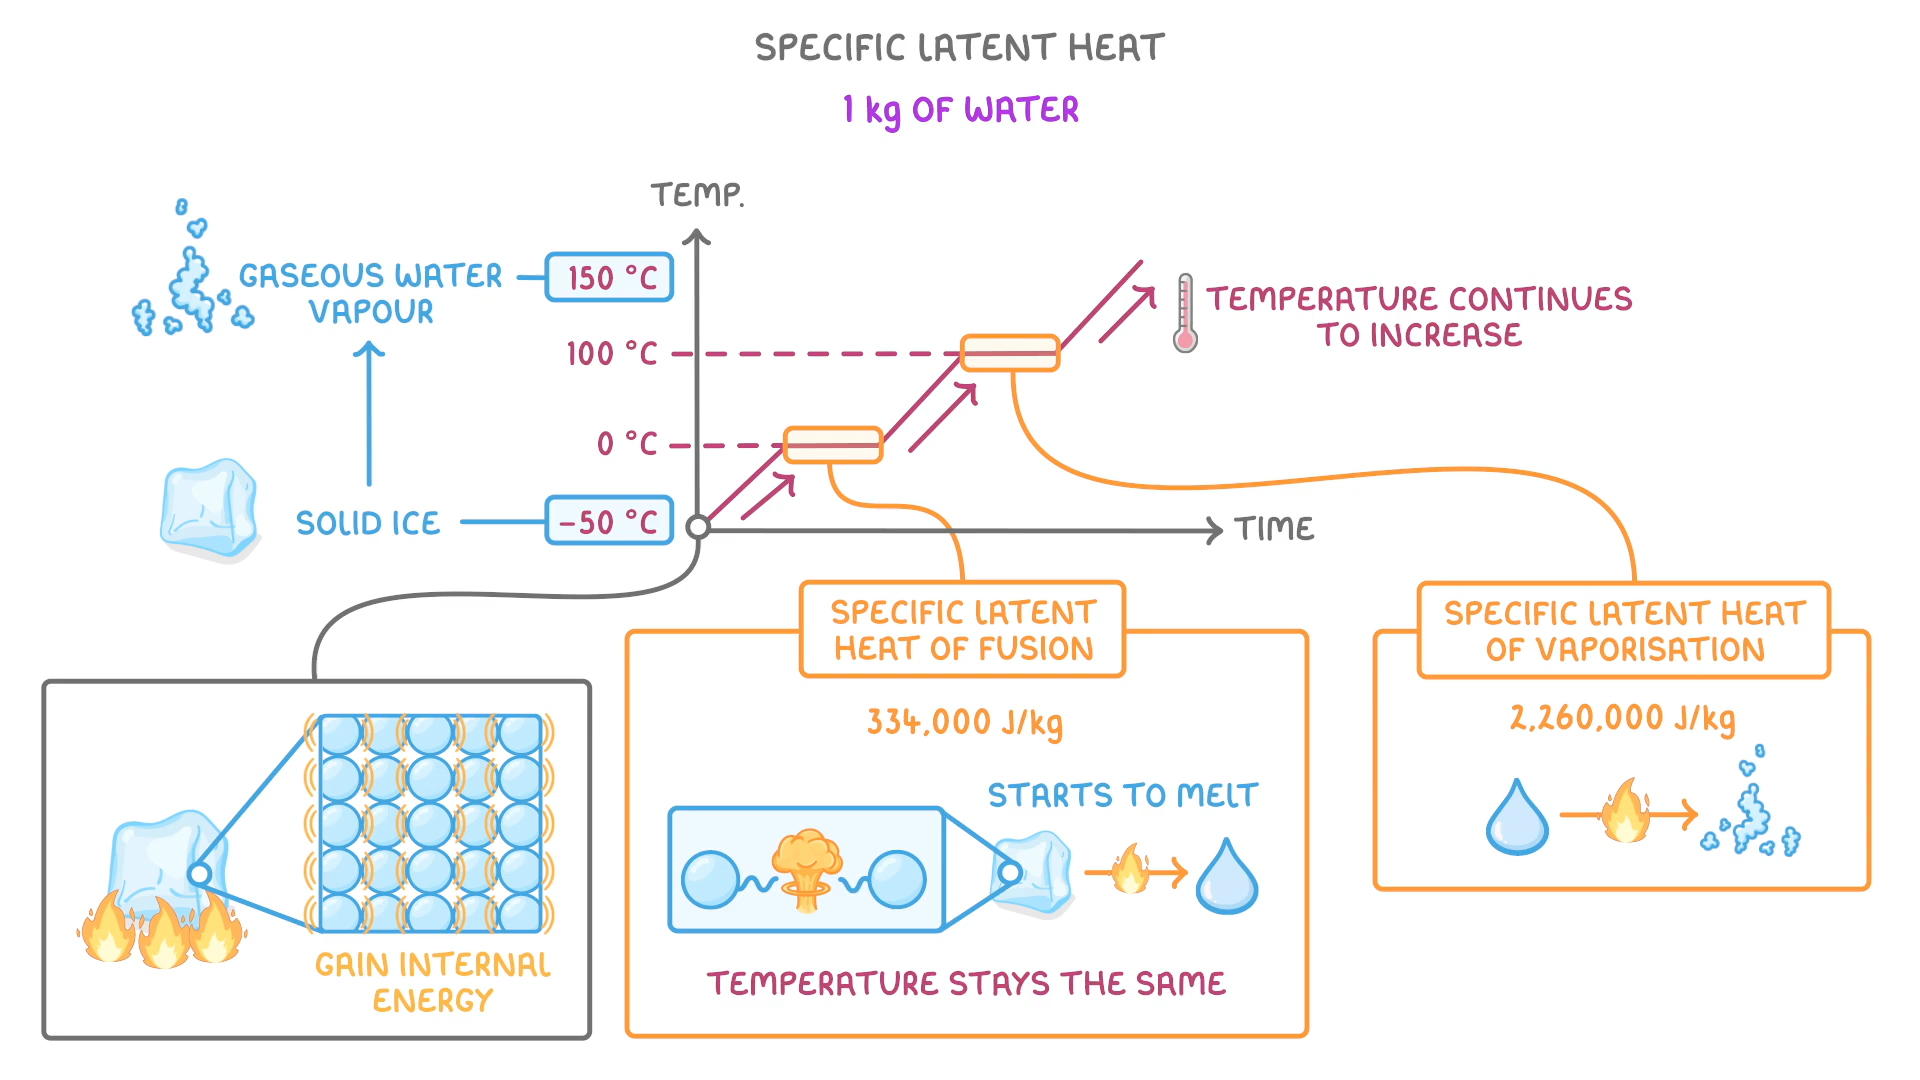 SPECIFIC LATENT HEAT
1 kg OF WATER
TEMP.
GASEOUS WATER
VAPOUR
150 °C
TEMPERATURE CONTINUES
TO INCREASE
100 °C
0 °C
SOLID ICE
-50 °C
TIME
SPECIFIC LATENT
HEAT OF FUSION
SPECIFIC LATENT HEAT
OF VAPORISATION
334,000 J/kg
2,260,000 J/kg
STARTS TO MELT
GAIN INTERNAL
ENERGY
TEMPERATURE STAYS THE SAME